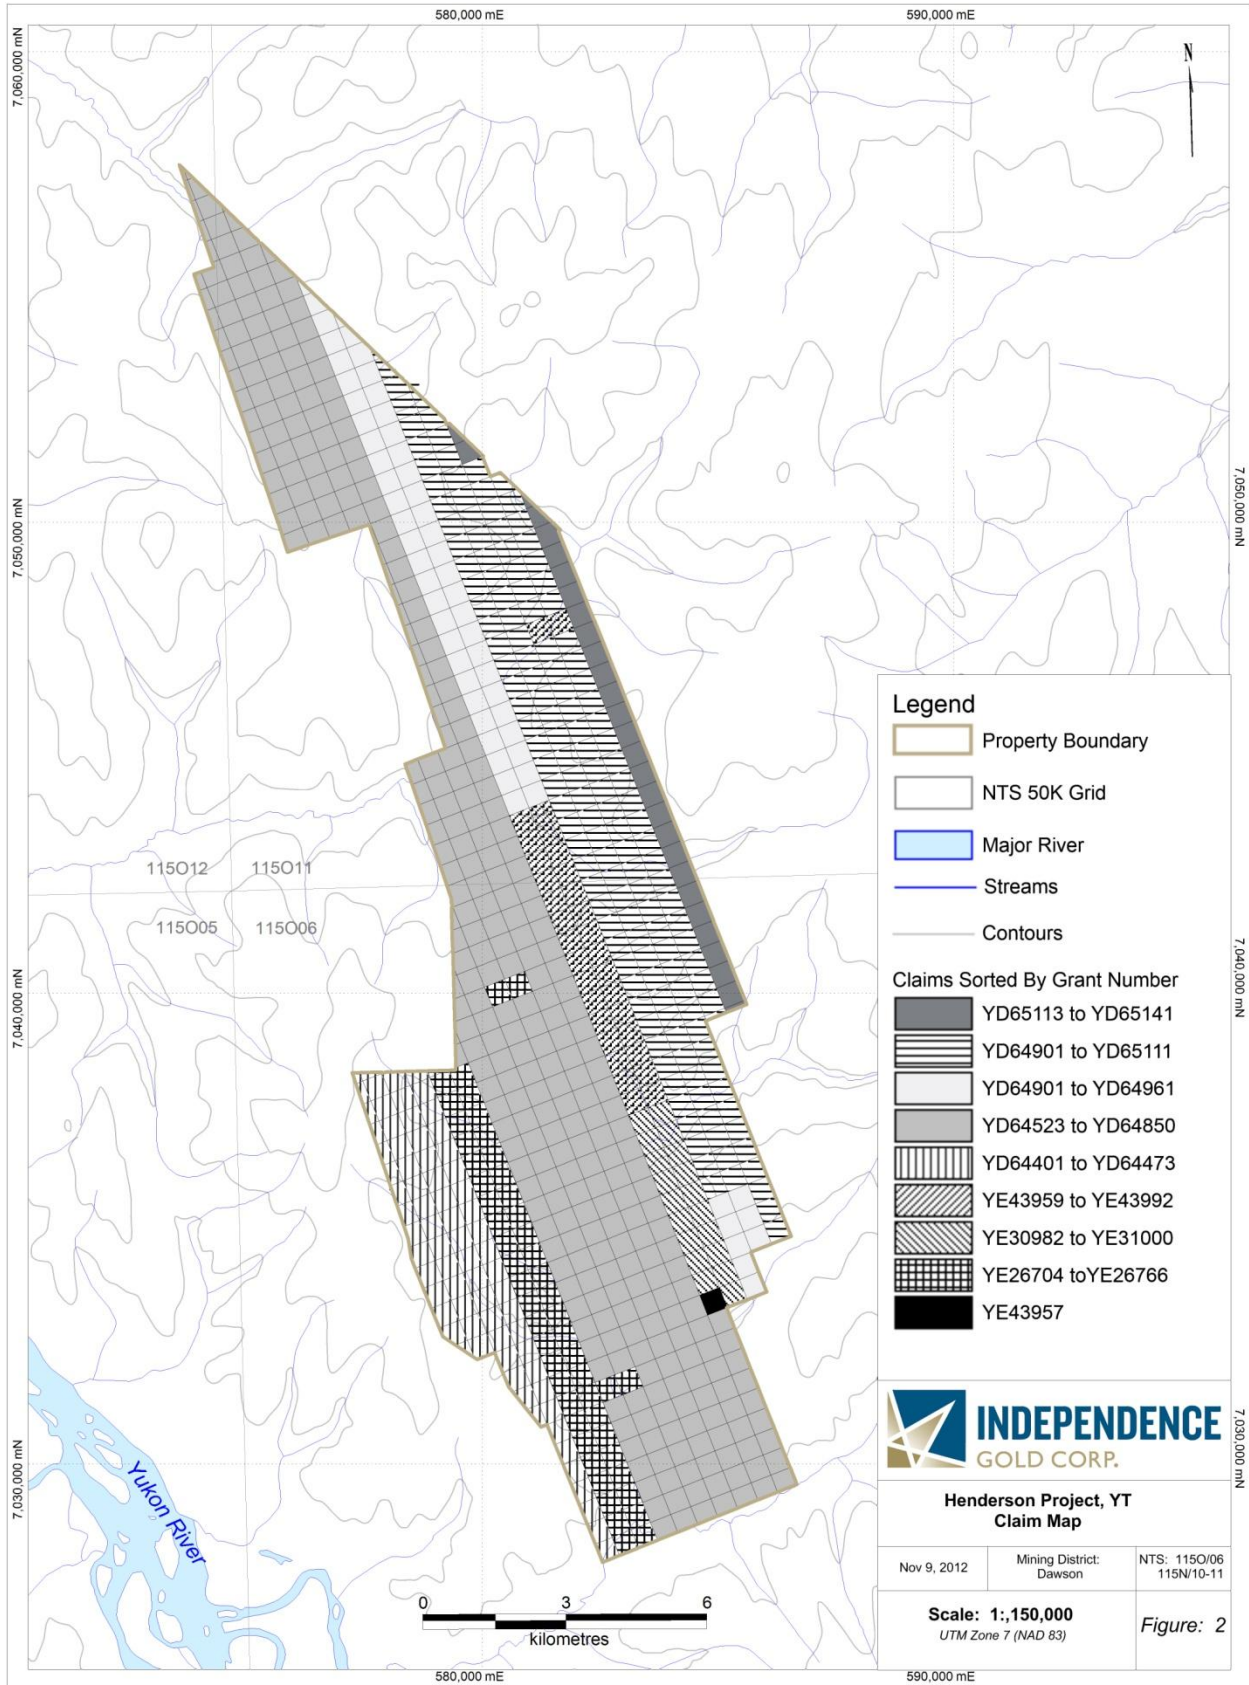 580,000 mE
590,000 mE
7,060,000 mN
N
7,050,000 mN
7,050,000 mN
Legend
Property Boundary
NTS 50K Grid
Major River
Streams
Contours
115O12
115O11
115O05
115O06
7,040,000 mN
7,040,000 mN
Claims Sorted By Grant Number
YD65113 to YD65141
YD64901 to YD65111
YD64901 to YD64961
YD64523 to YD64850
YD64401 to YD64473
YE43959 to YE43992
YE30982 to YE31000
YE26704 toYE26766
YE43957
7,030,000 mN
7,030,000 mN
Yukon River
INDEPENDENCE
GOLD CORP.
Henderson Project, YT
Claim Map
Nov 9, 2012
Mining District:
Dawson
NTS: 115O/06
115N/10-11
Scale: 1:,150,000
UTM Zone 7 (NAD 83)
Figure: 2
0 3 6
kilometres
580,000 mE
590,000 mE